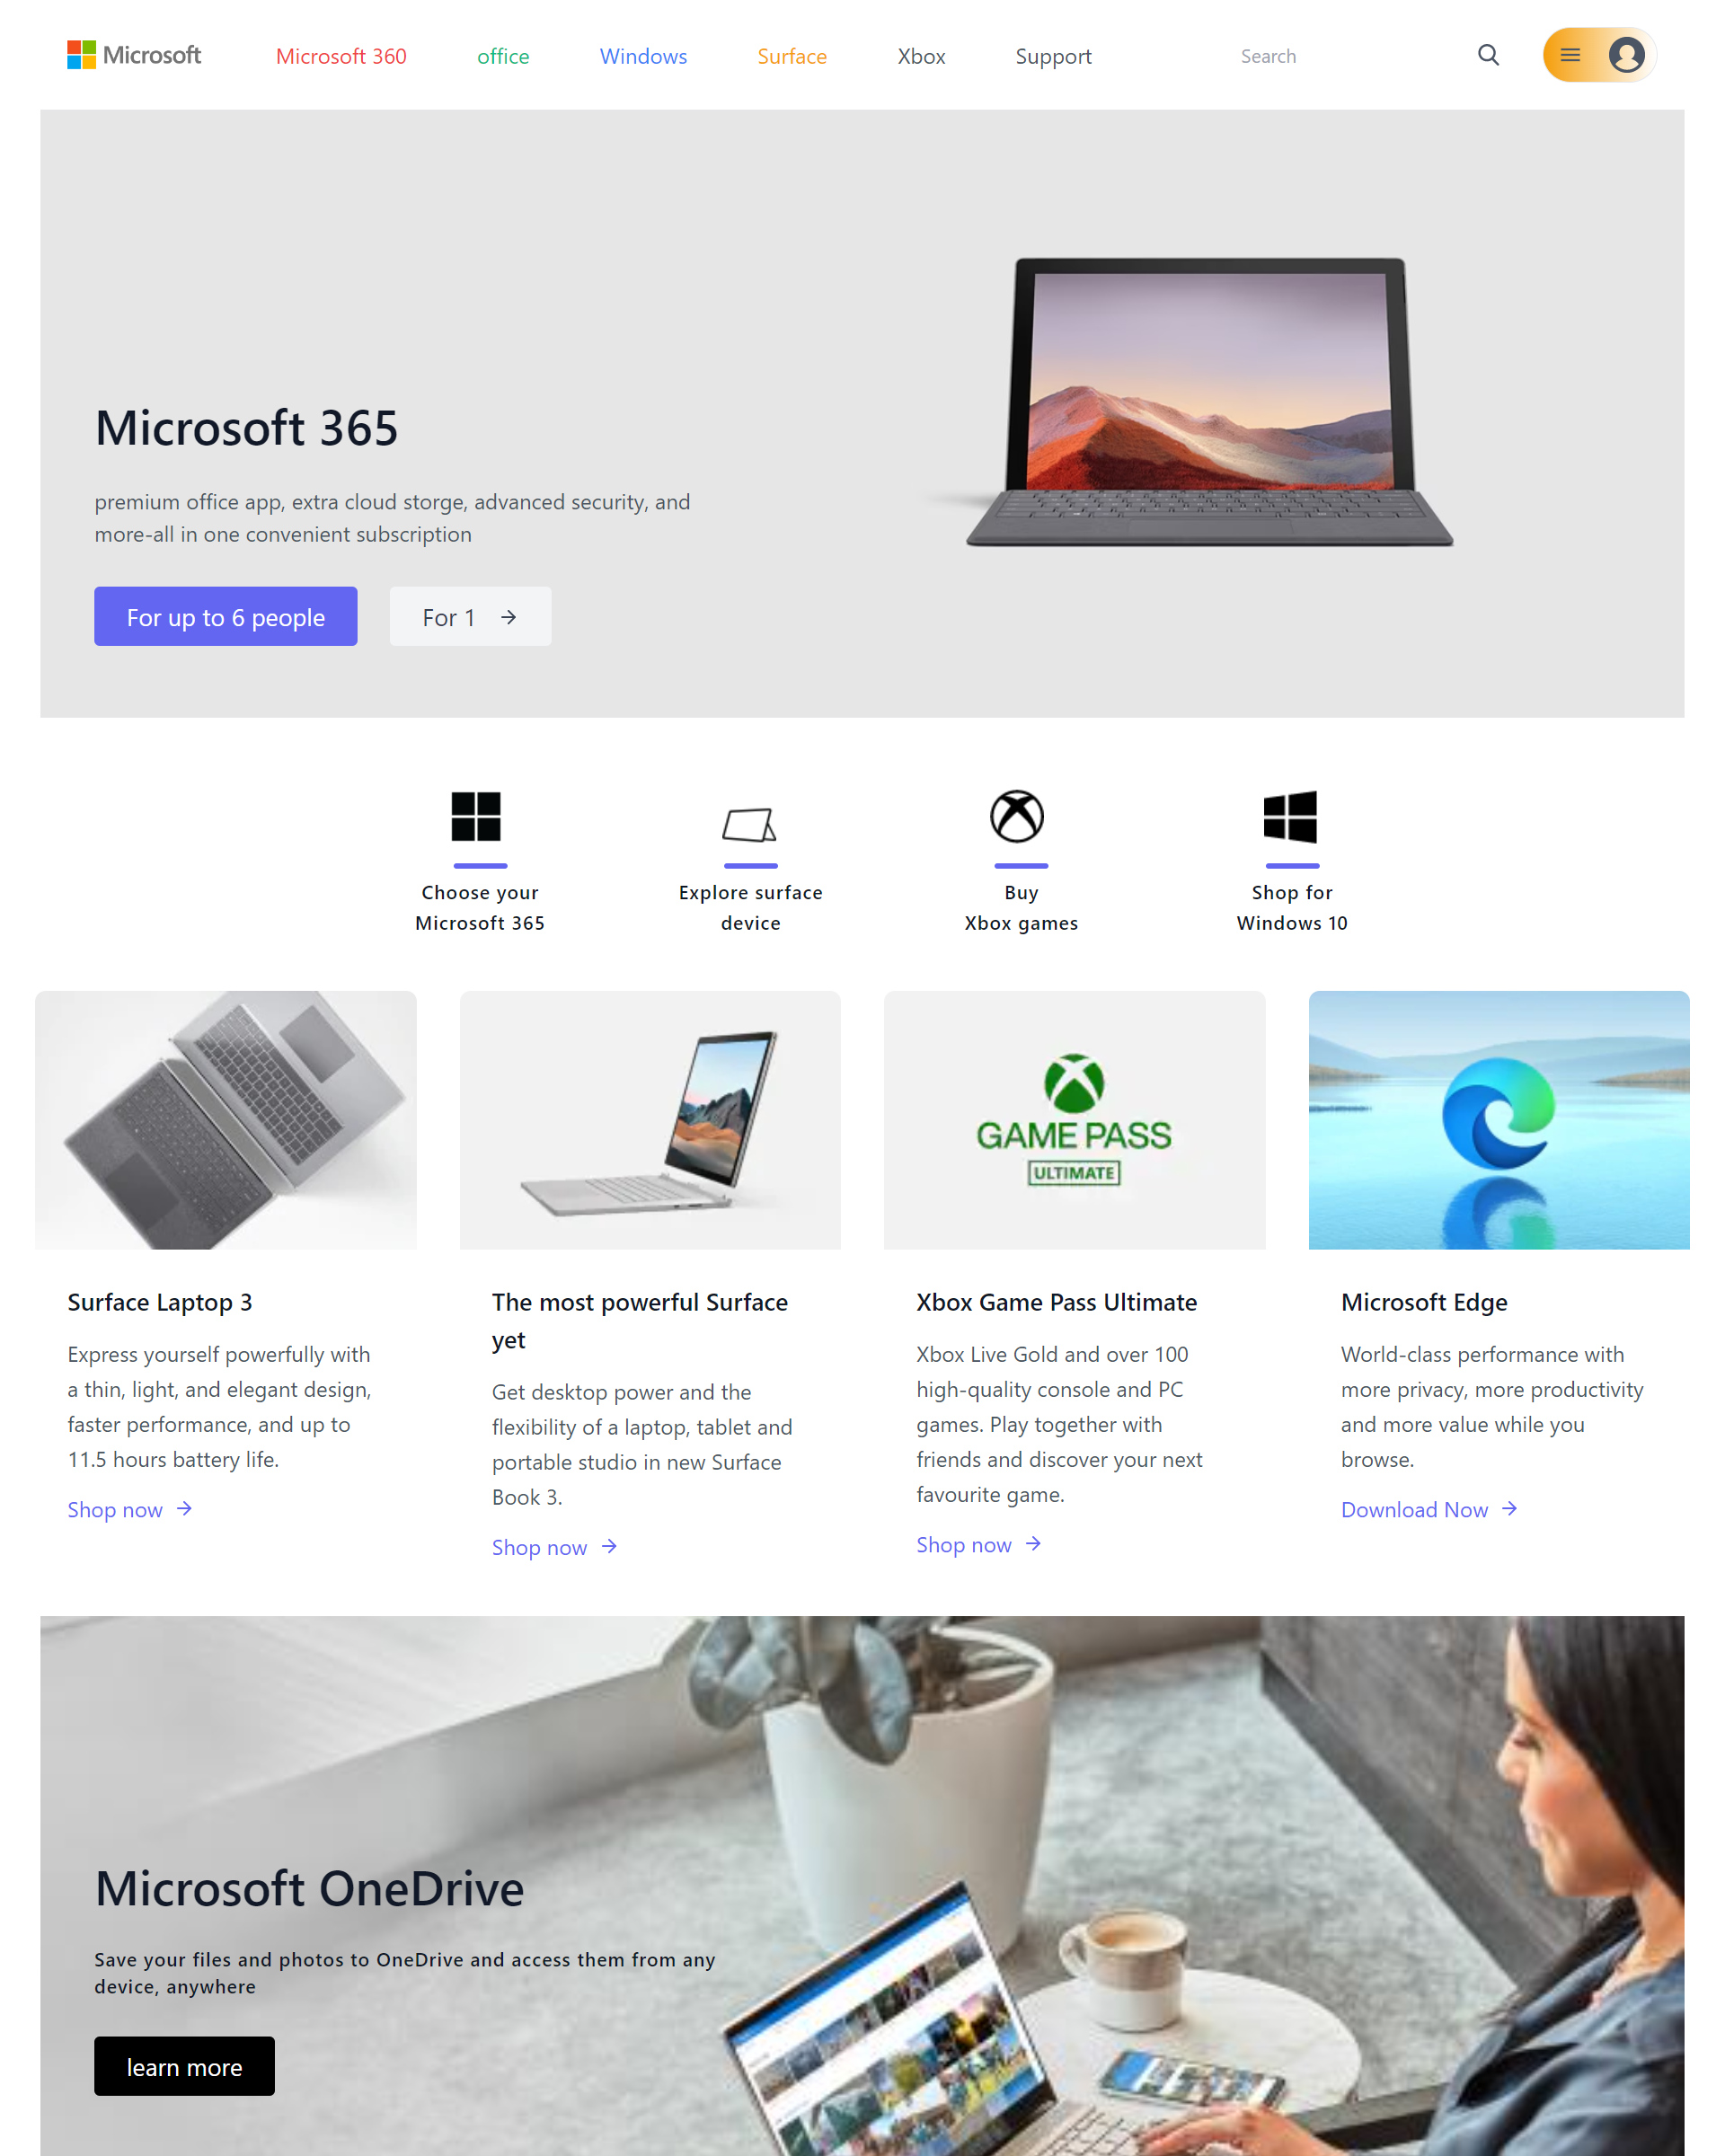 Microsoft
Microsoft 360
office
Windows
Surface
Xbox
Support
Search
Microsoft 365
premium office app, extra cloud storge, advanced security, and
more-all in one convenient subscription
For up to 6 people
For 1
Choose your
Microsoft 365
Explore surface
device
Buy
Xbox games
Shop for
Windows 10
GAME PASS
ULTIMATE
Surface Laptop 3
Express yourself powerfully with
a thin, light, and elegant design,
faster performance, and up to
11.5 hours battery life.
Shop now
The most powerful Surface
yet
Get desktop power and the
flexibility of a laptop, tablet and
portable studio in new Surface
Book 3.
Shop now
Xbox Game Pass Ultimate
Xbox Live Gold and over 100
high-quality console and PC
games. Play together with
friends and discover your next
favourite game.
Shop now
Microsoft Edge
World-class performance with
more privacy, more productivity
and more value while you
browse.
Download Now
Microsoft OneDrive
Save your files and photos to OneDrive and access them from any
device, anywhere
learn more